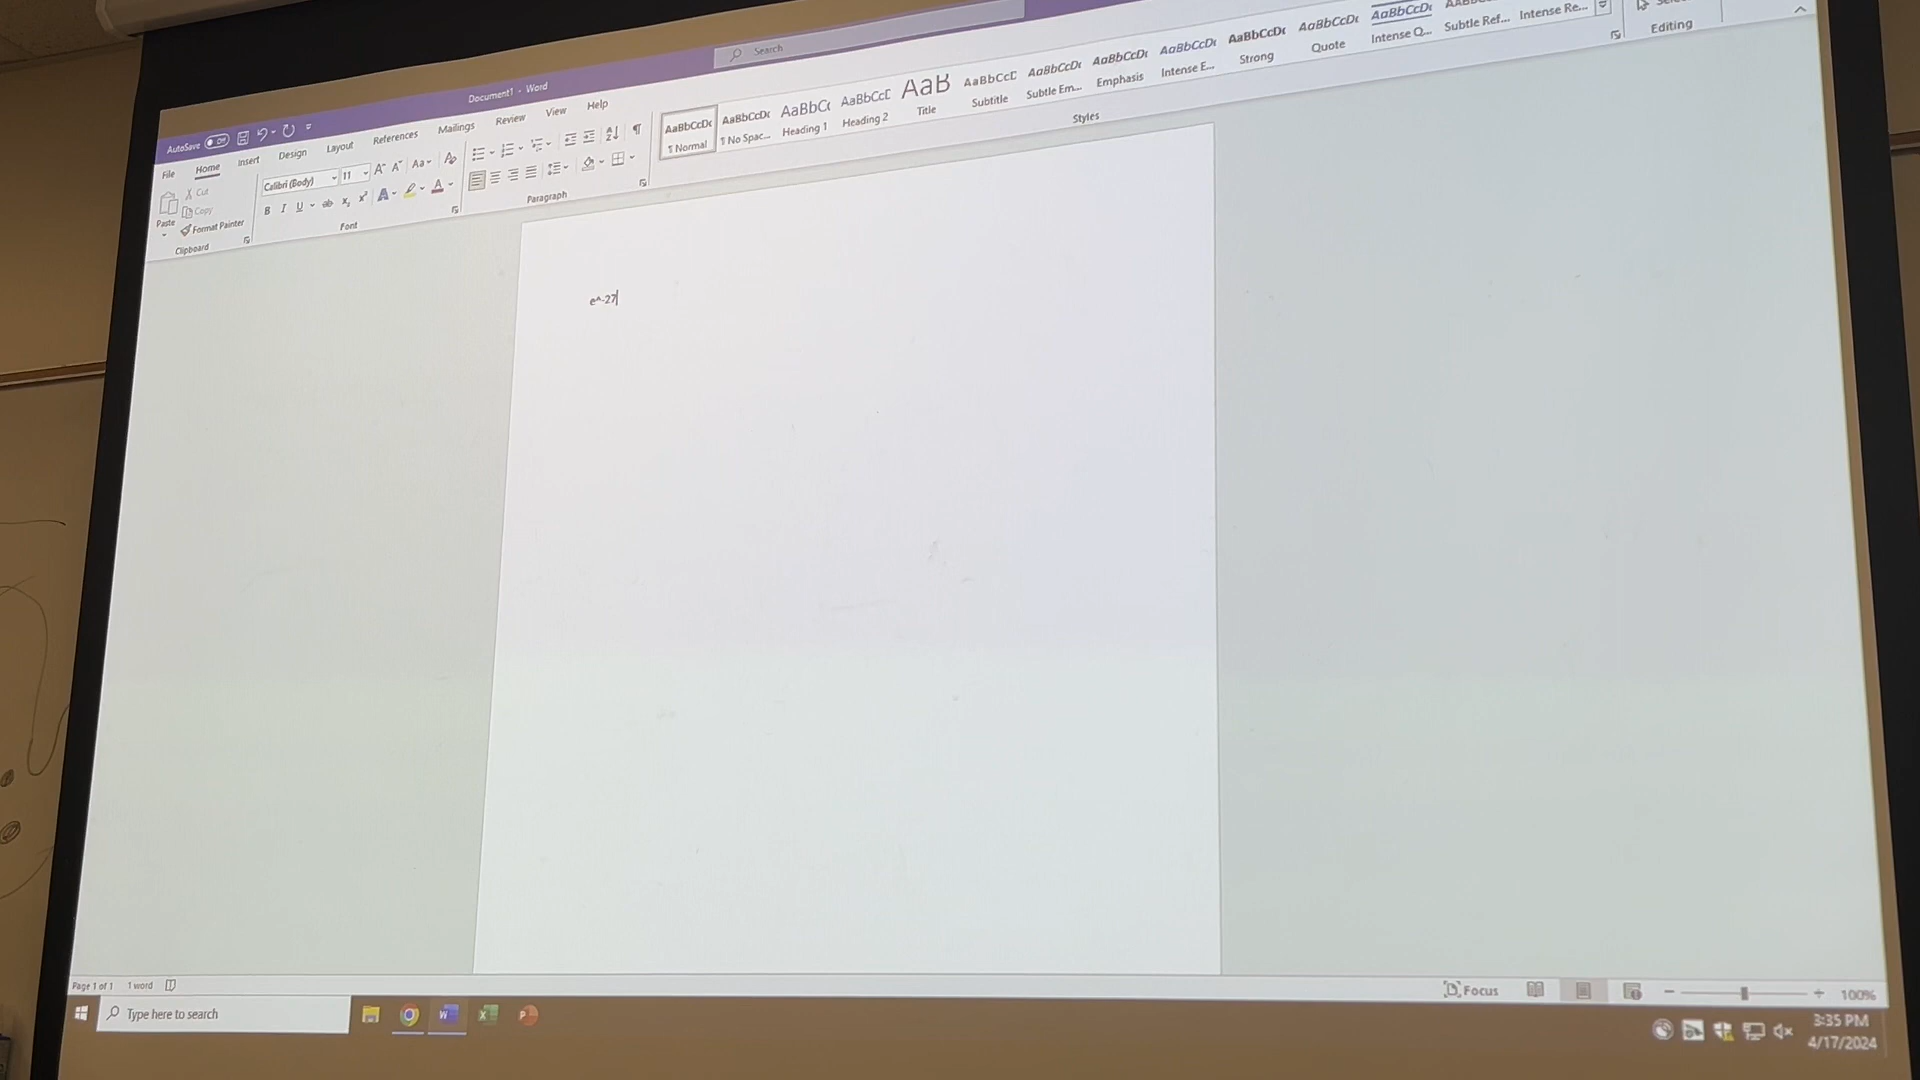 Search
Document1 - Word
AutoSave Off
File Home Insert Design Layout References Mailings Review View Help
Paste
Cut
Copy
Format Painter
Clipboard
Calibri (Body) 11
Font
Paragraph
AaBbCcDc AaBbCcDc AaBbC( AaBbCcD AaB AaBbCcD AaBbCcDc AaBbCcDc AaBbCcDc AaBbCcDc AaBbCcDc AaBbCcDc
¶ Normal ¶ No Spac... Heading 1 Heading 2 Title Subtitle Subtle Em... Emphasis Intense E... Strong Quote Intense Q... Subtle Ref... Intense Re...
Styles
Editing
e^-27
Page 1 of 1 1 word
Focus
100%
Type here to search
3:35 PM
4/17/2024